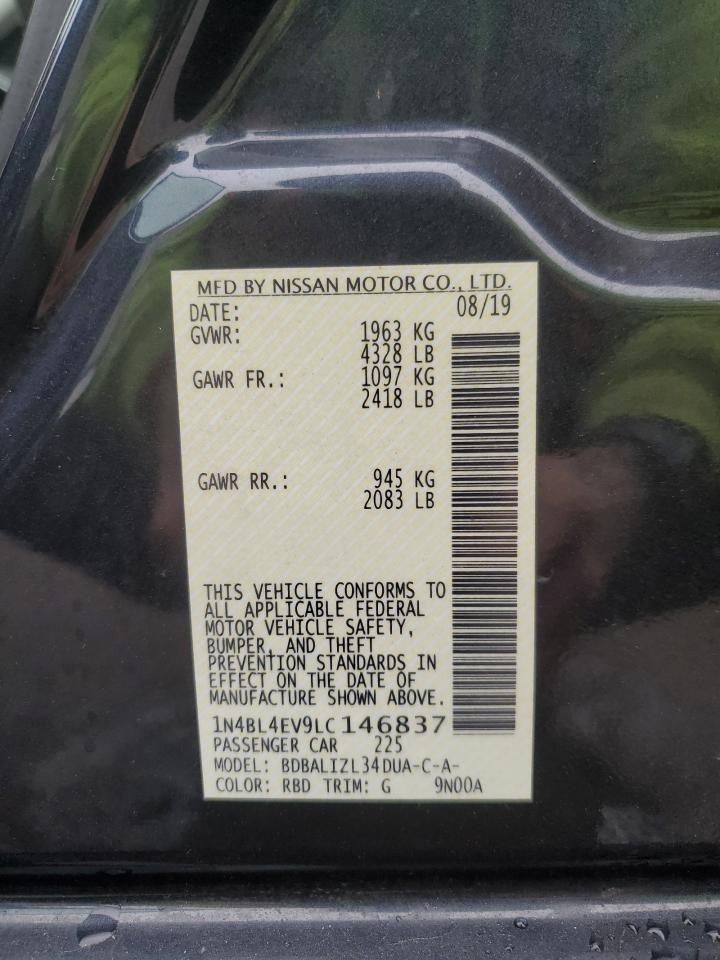 MFD BY NISSAN MOTOR CO., LTD.
DATE: 08/19
GVWR: 1963 KG
4328 LB
GAWR FR.: 1097 KG
2418 LB
GAWR RR.: 945 KG
2083 LB
THIS VEHICLE CONFORMS TO
ALL APPLICABLE FEDERAL
MOTOR VEHICLE SAFETY,
BUMPER, AND THEFT
PREVENTION STANDARDS IN
EFFECT ON THE DATE OF
MANUFACTURE SHOWN ABOVE.
1N4BL4EV9LC146837
PASSENGER CAR 225
MODEL: BDBALIZL34DUA-C-A-
COLOR: RBD TRIM: G 9N00A